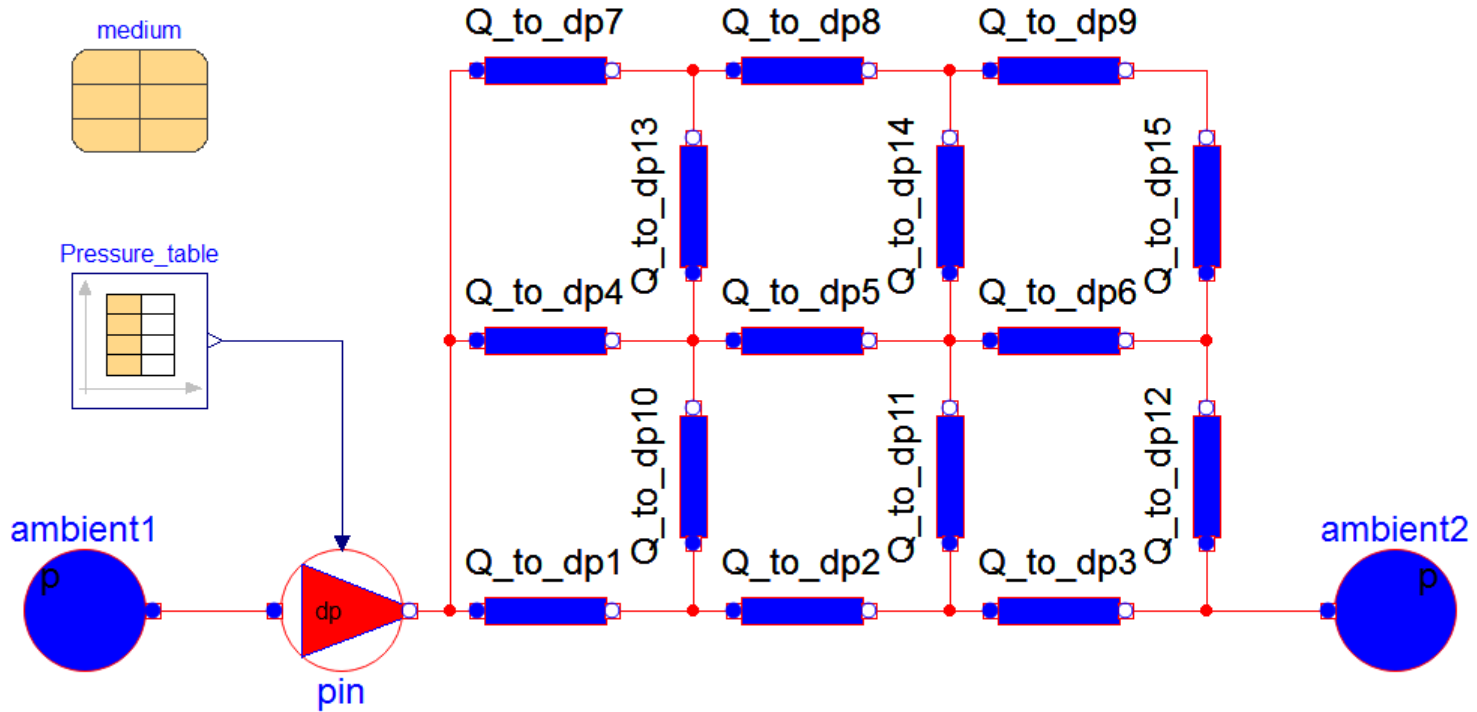 medium
Q_to_dp7
Q_to_dp8
Q_to_dp9
Q_to_dp13
Q_to_dp14
Q_to_dp15
Pressure_table
Q_to_dp4
Q_to_dp5
Q_to_dp6
Q_to_dp10
Q_to_dp11
Q_to_dp12
ambient1
p
Q_to_dp1
Q_to_dp2
Q_to_dp3
ambient2
p
dp
pin